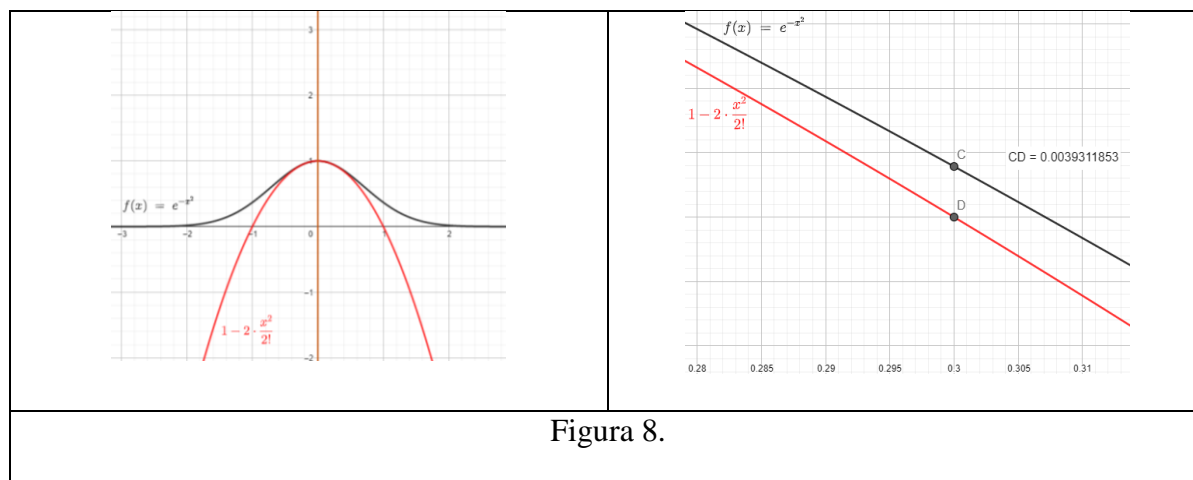 3
2
1
f(x) = e^{-x^2}
-3 -2 -1 0 1 2
-1
1 - 2 · x^2/2!
-2
f(x) = e^{-x^2}
1 - 2 · x^2/2!
C
CD = 0.0039311853
D
0.28 0.285 0.29 0.295 0.3 0.305 0.31
Figura 8.